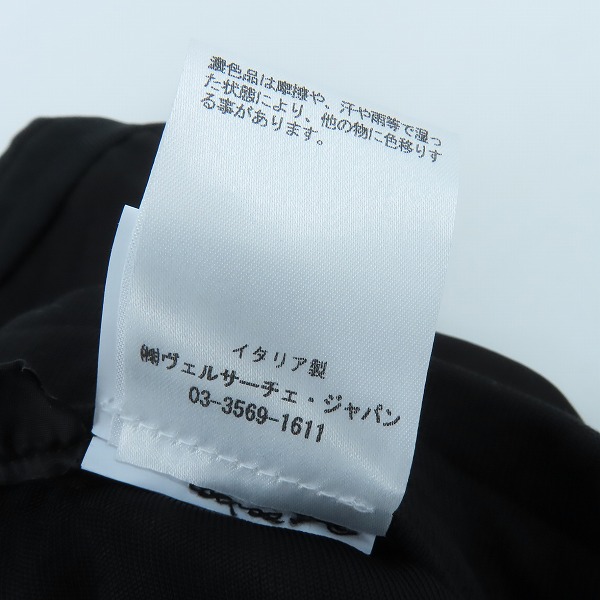 濃色品は摩擦や、汗や雨等で湿っ
た状態により、他の物に色移りす
る事があります。
イタリア製
㈱ヴェルサーチェ・ジャパン
03-3569-1611